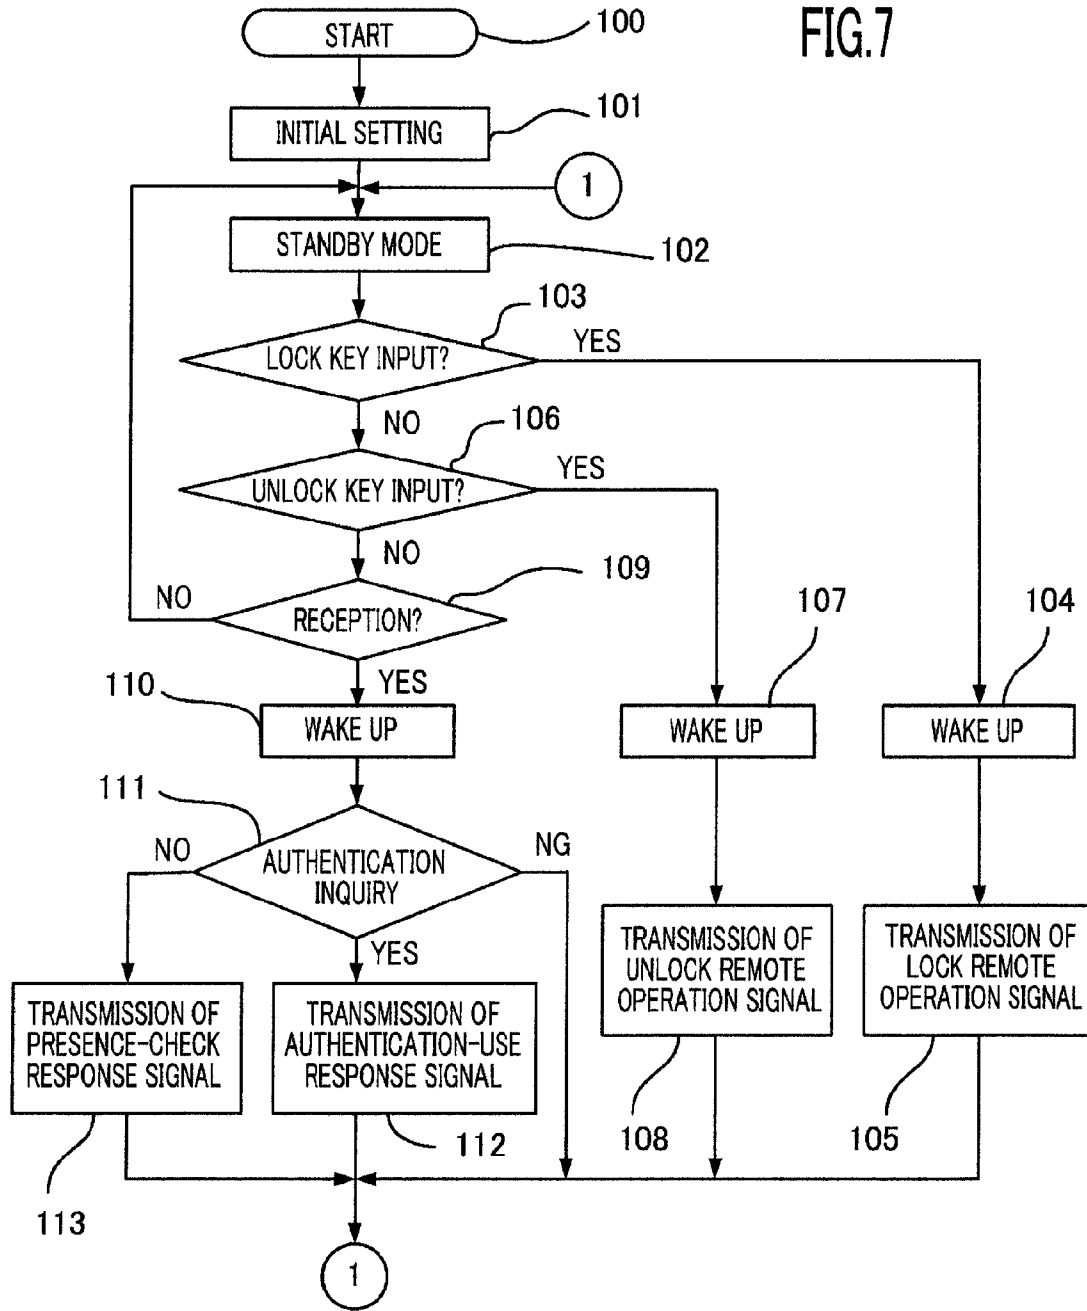 FIG.7
START
100
INITIAL SETTING
101
1
STANDBY MODE
102
103
LOCK KEY INPUT?
YES
NO
106
UNLOCK KEY INPUT?
YES
NO
109
RECEPTION?
NO
YES
107
104
110
WAKE UP
WAKE UP
WAKE UP
111
AUTHENTICATION
INQUIRY
NO
NG
YES
TRANSMISSION OF
UNLOCK REMOTE
OPERATION SIGNAL
TRANSMISSION OF
LOCK REMOTE
OPERATION SIGNAL
TRANSMISSION OF
PRESENCE-CHECK
RESPONSE SIGNAL
TRANSMISSION OF
AUTHENTICATION-USE
RESPONSE SIGNAL
108
105
112
113
1